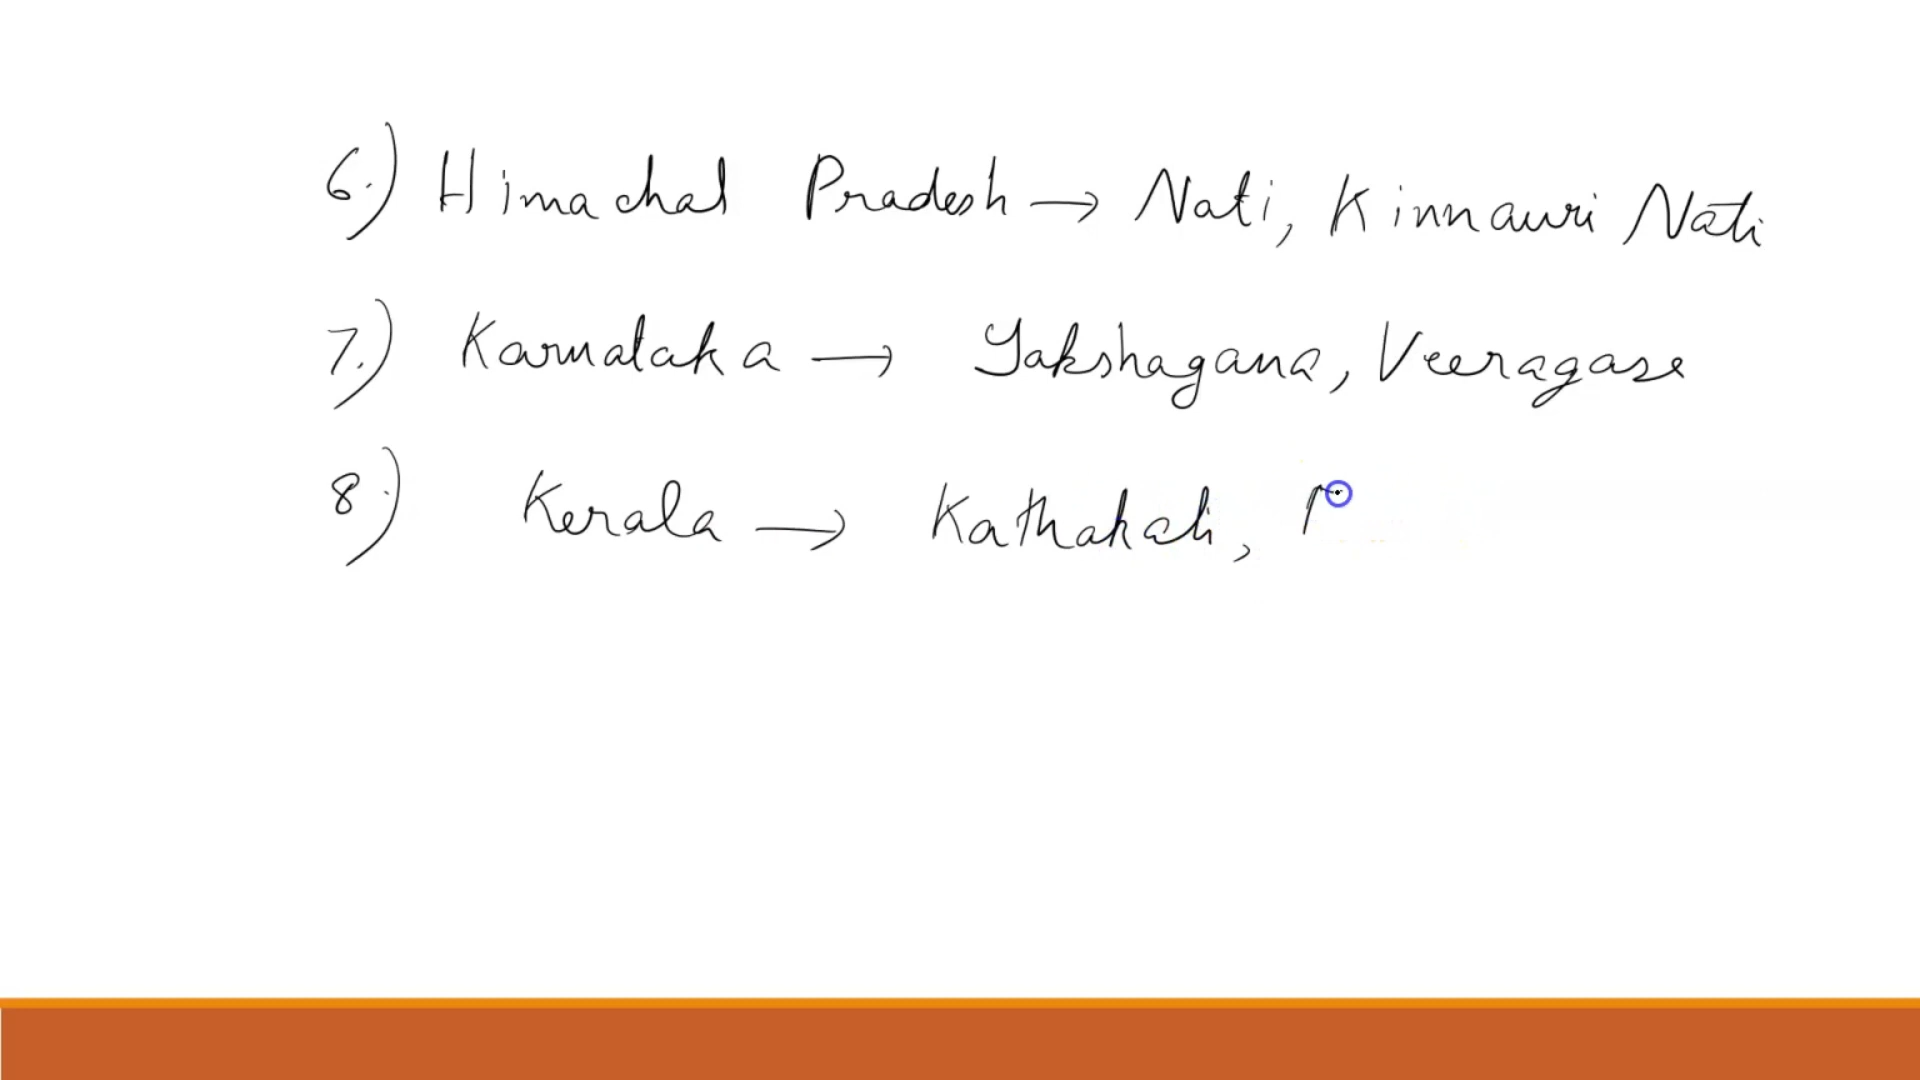 6.) Himachal Pradesh → Nati, Kinnauri Nati
7.) Karnataka → Yakshagana, Veeragase
8.) Kerala → Kathakali,